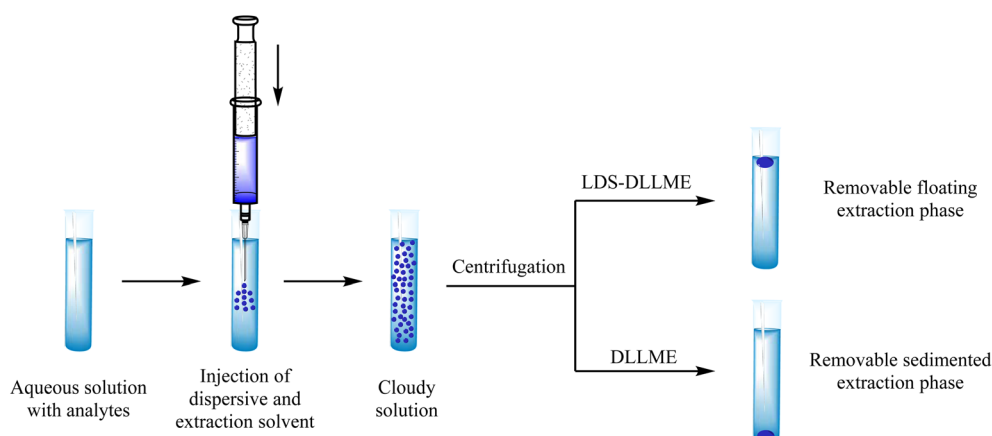 Aqueous solution
with analytes
Injection of
dispersive and
extraction solvent
Cloudy
solution
Centrifugation
LDS-DLLME
Removable floating
extraction phase
DLLME
Removable sedimented
extraction phase